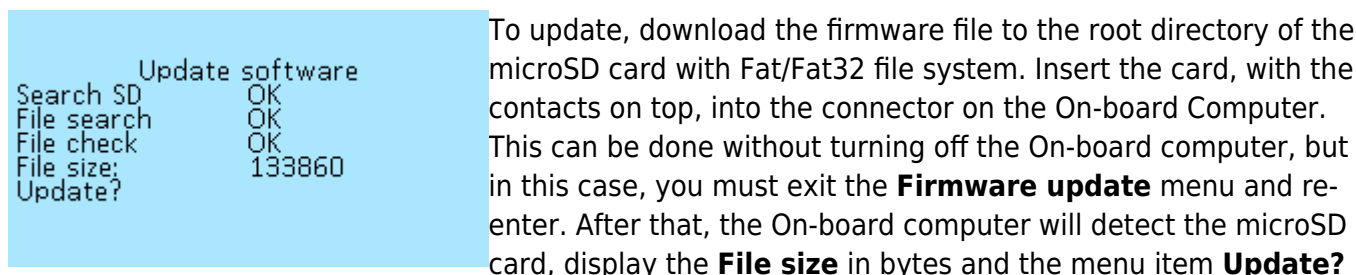 Update software
Search SD OK
File search OK
File check OK
File size: 133860
Update?
To update, download the firmware file to the root directory of the
microSD card with Fat/Fat32 file system. Insert the card, with the
contacts on top, into the connector on the On-board Computer.
This can be done without turning off the On-board computer, but
in this case, you must exit the Firmware update menu and re-
enter. After that, the On-board computer will detect the microSD
card, display the File size in bytes and the menu item Update?